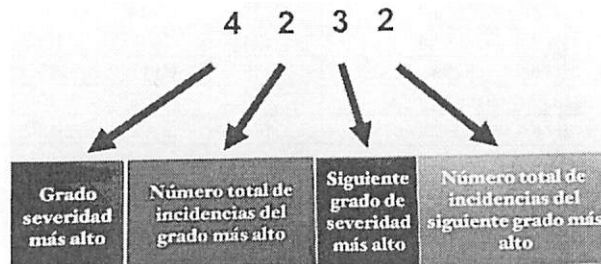 4 2 3 2
Grado
severidad
más alto
Número total de
incidencias del
grado más alto
Siguiente
grado de
severidad
más alto
Número total de
incidencias del
siguiente grado más
alto